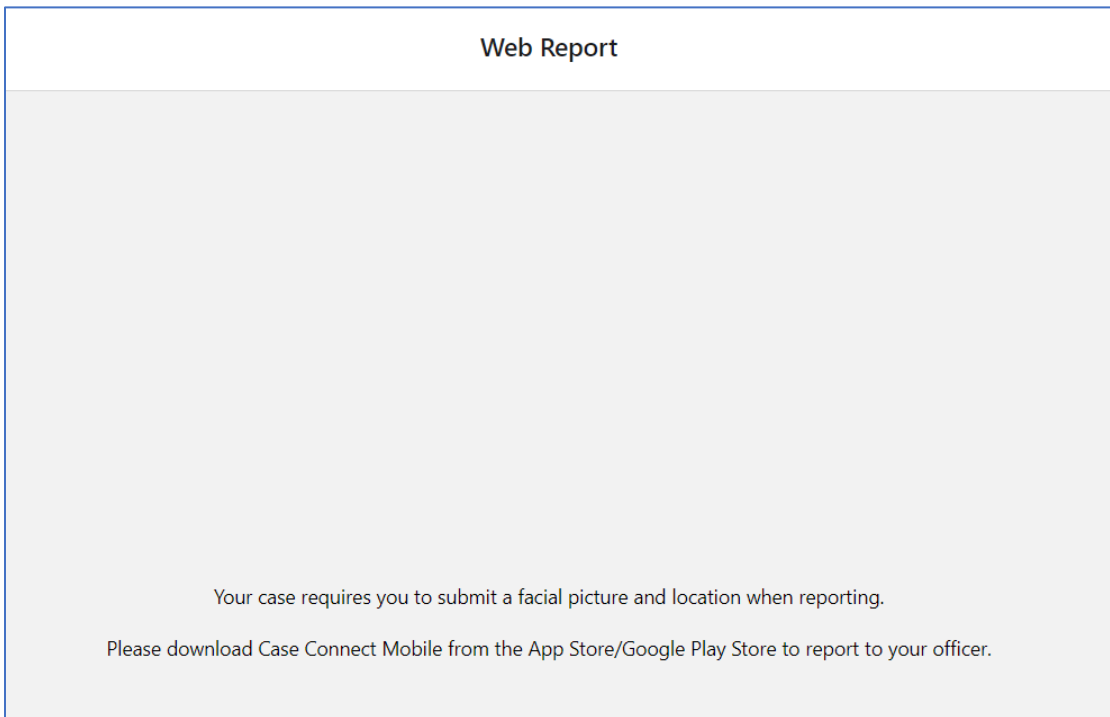 Web Report
Your case requires you to submit a facial picture and location when reporting.
Please download Case Connect Mobile from the App Store/Google Play Store to report to your officer.